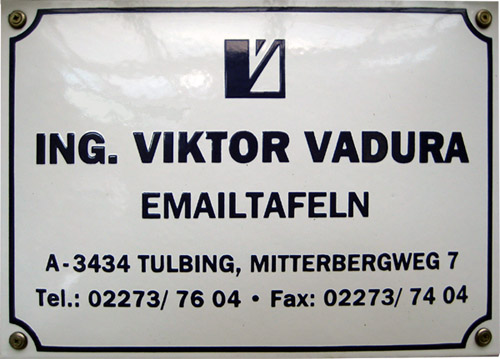 ING. VIKTOR VADURA
EMAILTAFELN
A-3434 TULBING, MITTERBERGWEG 7
Tel.: 02273/ 76 04 • Fax: 02273/ 74 04